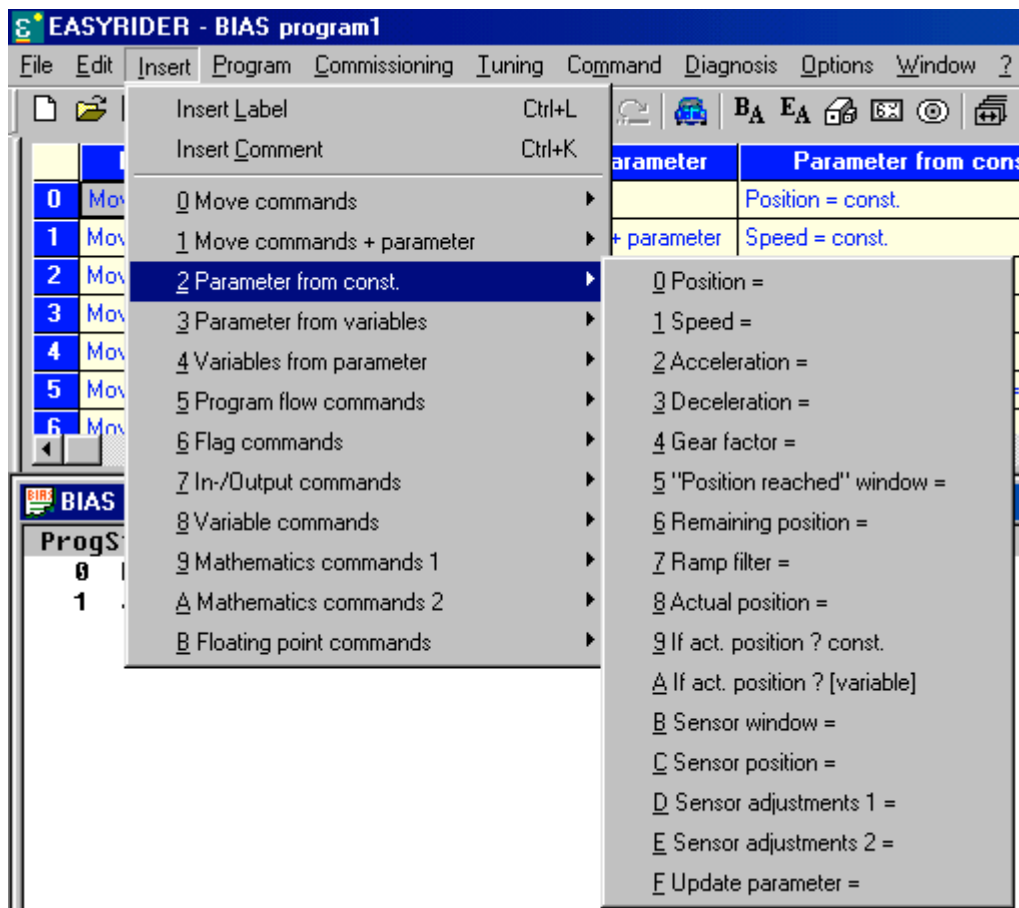 EASYRIDER - BIAS program1
File Edit Insert Program Commissioning Tuning Command Diagnosis Options Window ?
Insert Label Ctrl+L
Insert Comment Ctrl+K
0 Move commands
1 Move commands + parameter
2 Parameter from const.
3 Parameter from variables
4 Variables from parameter
5 Program flow commands
6 Flag commands
7 In-/Output commands
8 Variable commands
9 Mathematics commands 1
A Mathematics commands 2
B Floating point commands
0 Position =
1 Speed =
2 Acceleration =
3 Deceleration =
4 Gear factor =
5 "Position reached" window =
6 Remaining position =
7 Ramp filter =
8 Actual position =
9 If act. position ? const.
A If act. position ? [variable]
B Sensor window =
C Sensor position =
D Sensor adjustments 1 =
E Sensor adjustments 2 =
F Update parameter =
BA EA
Parameter from
0 Position = const.
1 + parameter Speed = const.
2
3
4
5
6
BIAS
0
1